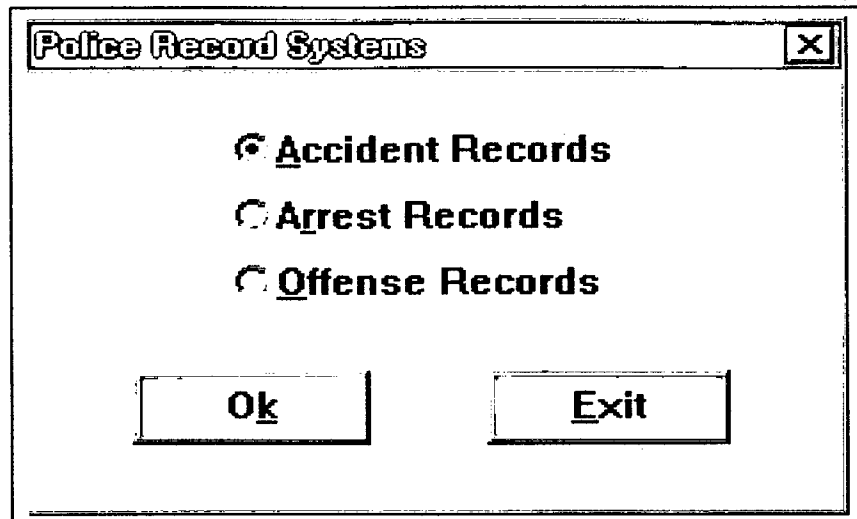 Police Record Systems
Accident Records
Arrest Records
Offense Records
Ok Exit